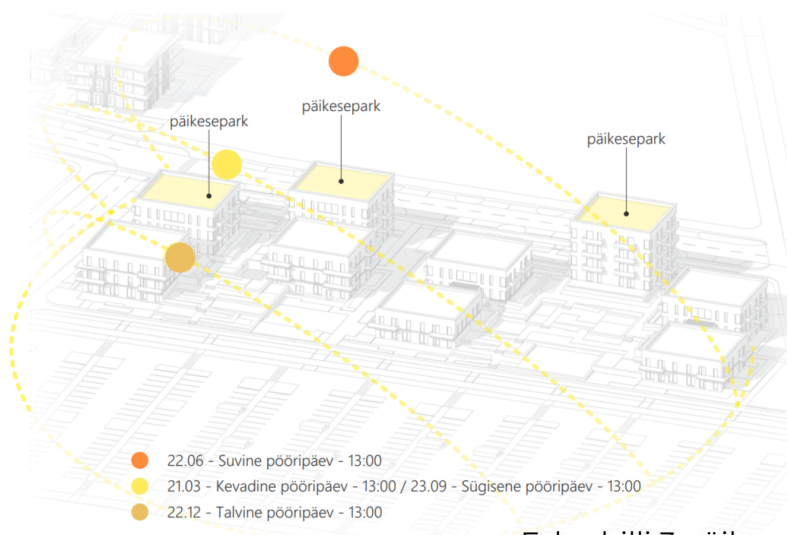 päikesepark
päikesepark
päikesepark
22.06 - Suvine pööripäev - 13:00
21.03 - Kevadine pööripäev - 13:00 / 23.09 - Sügisene pööripäev - 13:00
22.12 - Talvine pööripäev - 13:00